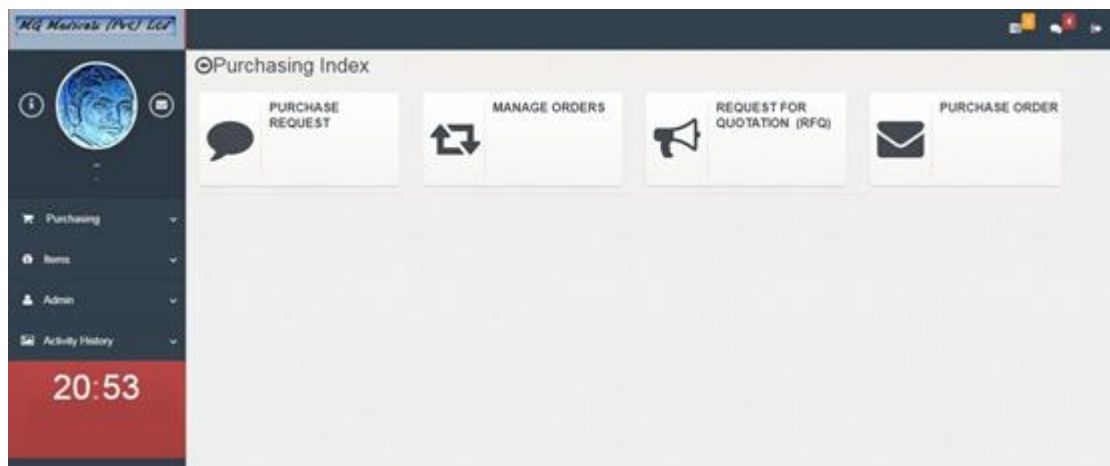 MG Medicals (Pvt) Ltd
Purchasing Index
PURCHASE
REQUEST
MANAGE ORDERS
REQUEST FOR
QUOTATION (RFQ)
PURCHASE ORDER
Purchasing
Items
Admin
Activity History
20:53